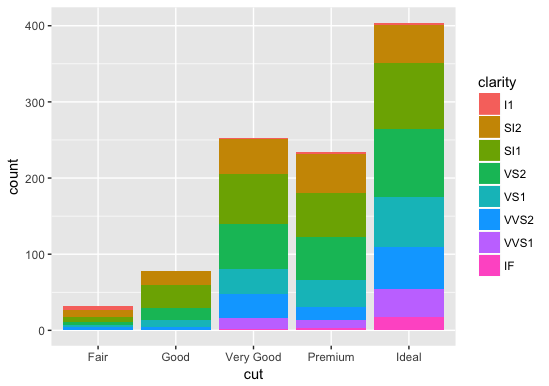 400
300
200
100
0
count
Fair Good Very Good Premium Ideal
cut
clarity
I1
SI2
SI1
VS2
VS1
VVS2
VVS1
IF